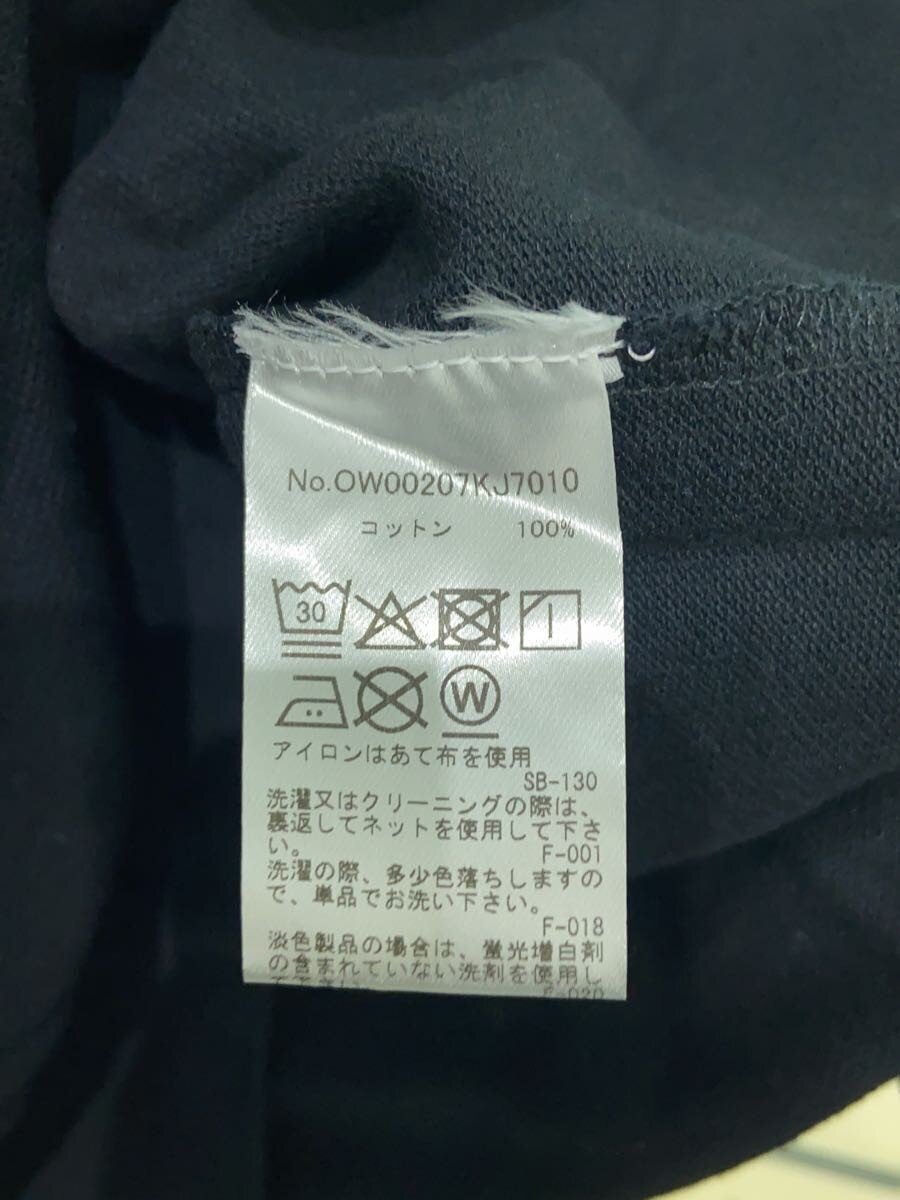 No.OW00207KJ7010
コットン 100%
30
W
アイロンはあて布を使用
SB-130
洗濯又はクリーニングの際は、
裏返してネットを使用して下さ
い。 F-001
洗濯の際、多少色落ちしますの
で、単品でお洗い下さい。
F-018
淡色製品の場合は、蛍光増白剤
の含まれていない洗剤を使用し
て下さい。
F-020